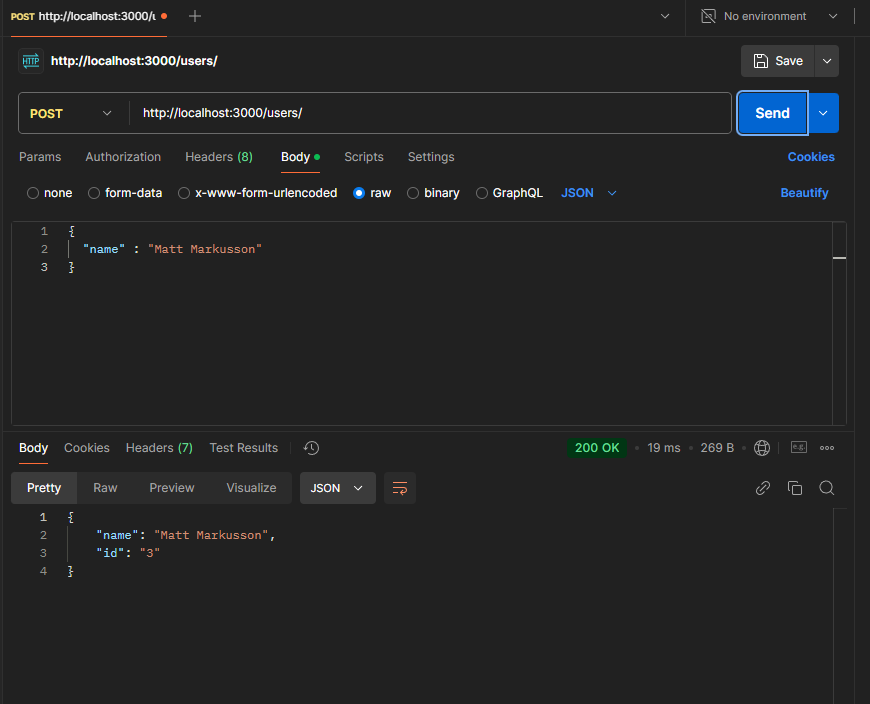 POST http://localhost:3000/u
No environment
HTTP http://localhost:3000/users/
Save
POST http://localhost:3000/users/
Send
Params Authorization Headers (8) Body Scripts Settings Cookies
none form-data x-www-form-urlencoded raw binary GraphQL JSON Beautify
1 {
2 "name" : "Matt Markusson"
3 }
Body Cookies Headers (7) Test Results 200 OK 19 ms 269 B e.g.
Pretty Raw Preview Visualize JSON
1 {
2 "name": "Matt Markusson",
3 "id": "3"
4 }